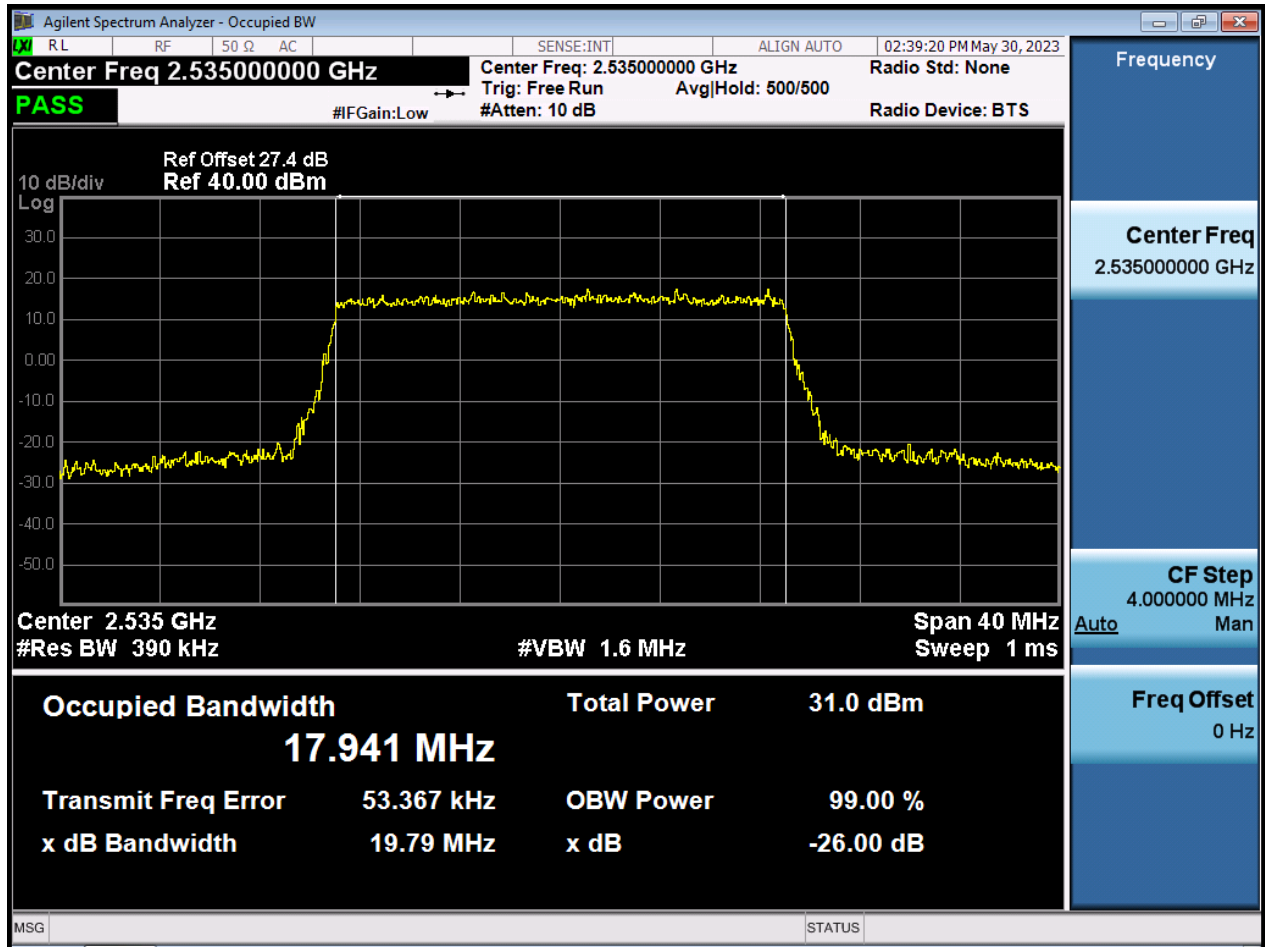 Agilent Spectrum Analyzer - Occupied BW
LXI RL RF 50 Ω AC SENSE:INT ALIGN AUTO 02:39:20 PM May 30, 2023
Center Freq 2.535000000 GHz
PASS
#IFGain:Low
Center Freq: 2.535000000 GHz
Trig: Free Run Avg|Hold: 500/500
#Atten: 10 dB
Radio Std: None
Radio Device: BTS
Ref Offset 27.4 dB
10 dB/div Ref 40.00 dBm
Log
30.0
20.0
10.0
0.00
-10.0
-20.0
-30.0
-40.0
-50.0
Center 2.535 GHz Span 40 MHz
#Res BW 390 kHz #VBW 1.6 MHz Sweep 1 ms
Occupied Bandwidth Total Power 31.0 dBm
17.941 MHz
Transmit Freq Error 53.367 kHz OBW Power 99.00 %
x dB Bandwidth 19.79 MHz x dB -26.00 dB
MSG STATUS
Frequency
Center Freq
2.535000000 GHz
CF Step
4.000000 MHz
Auto Man
Freq Offset
0 Hz